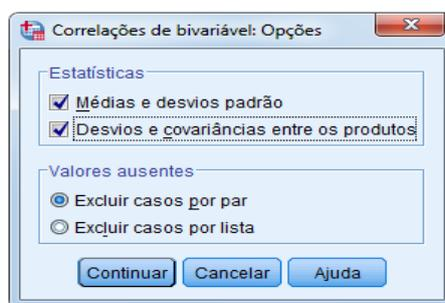 Correlações de bivariável: Opções
Estatísticas
Médias e desvios padrão
Desvios e covariâncias entre os produtos
Valores ausentes
Excluir casos por par
Excluir casos por lista
Continuar Cancelar Ajuda